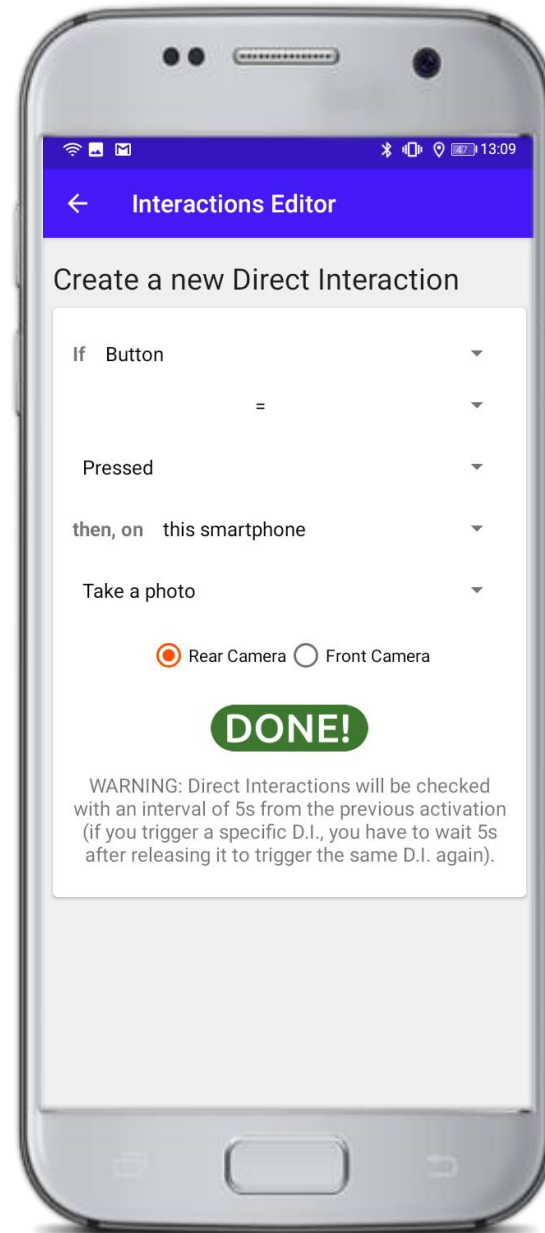 47 13:09
Interactions Editor
Create a new Direct Interaction
If Button
=
Pressed
then, on this smartphone
Take a photo
Rear Camera Front Camera
DONE!
WARNING: Direct Interactions will be checked
with an interval of 5s from the previous activation
(if you trigger a specific D.I., you have to wait 5s
after releasing it to trigger the same D.I. again).